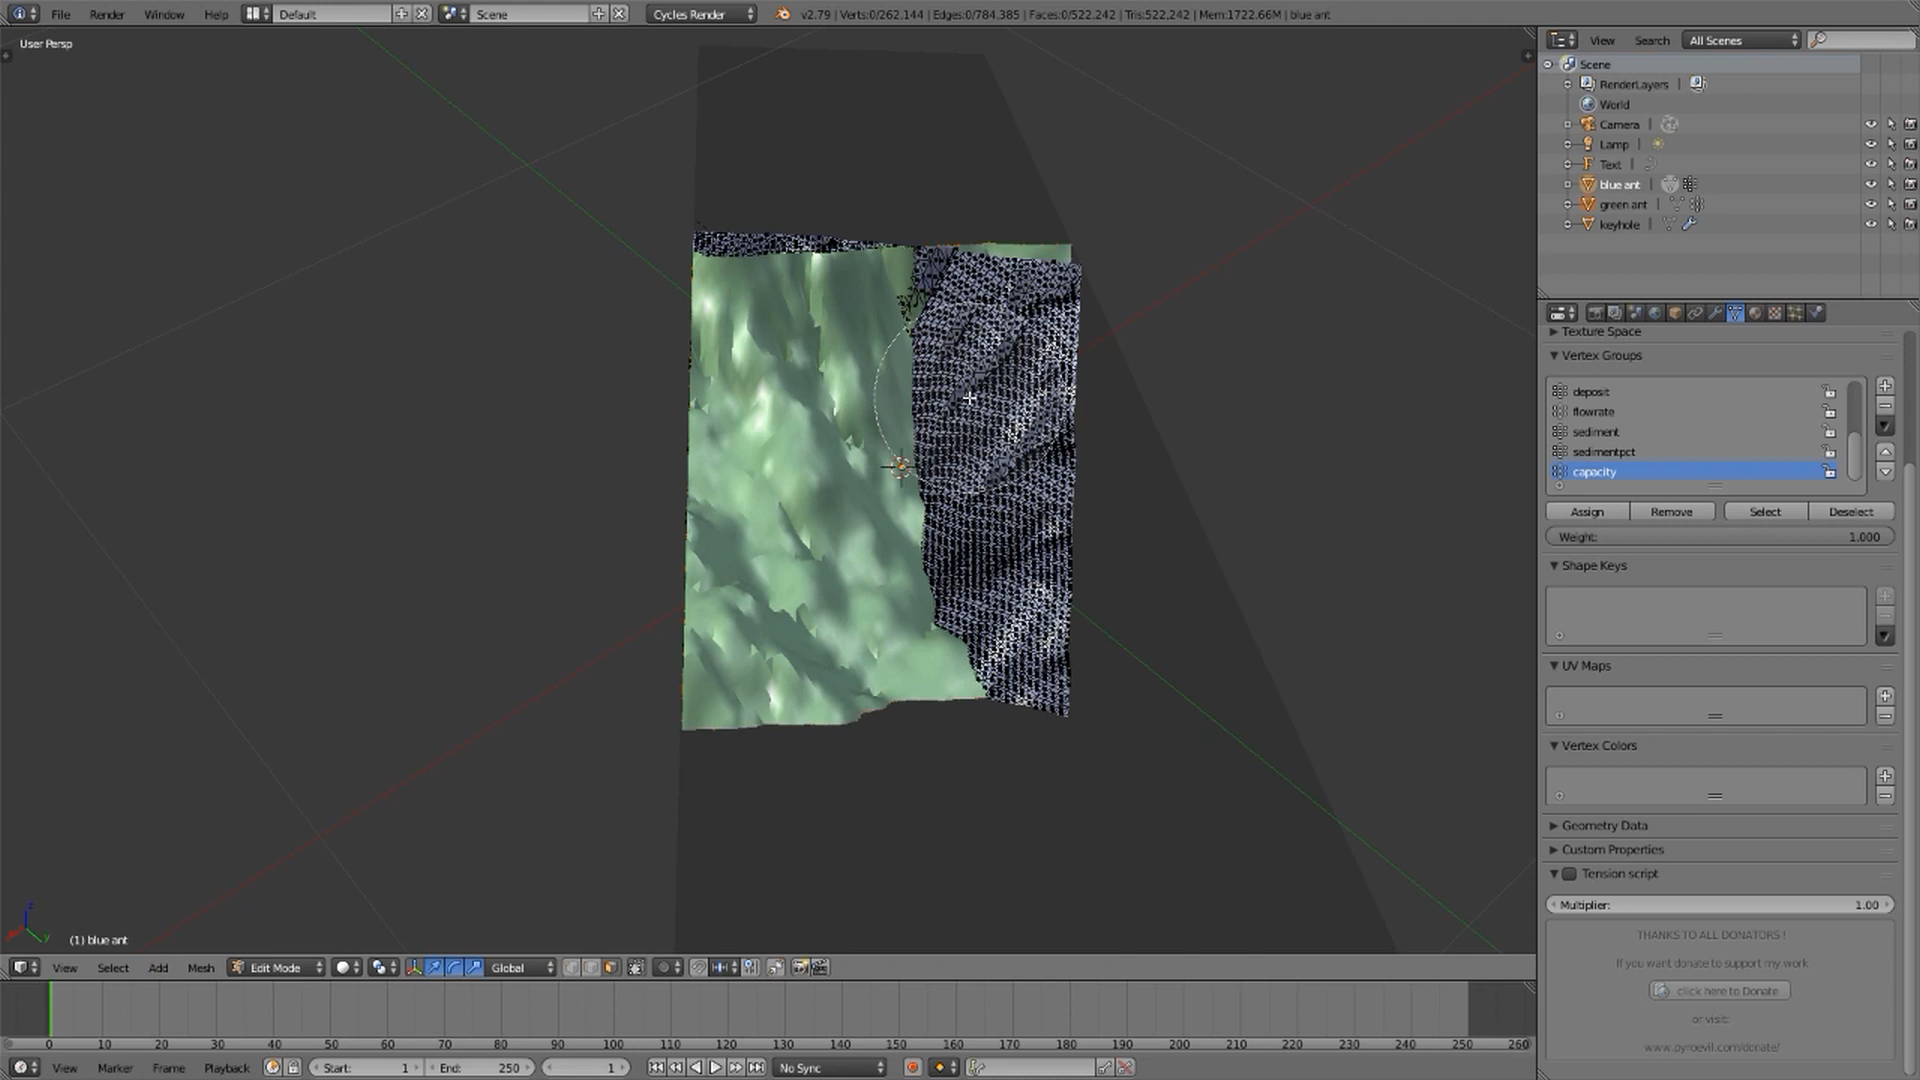 File Render Window Help Default Scene Cycles Render v2.79 | Verts:0/262,144 | Edges:0/784,385 | Faces:0/522,242 | Tris:522,242 | Mem:1722.66M | blue ant
User Persp
View Search All Scenes
Scene
RenderLayers
World
Camera
Lamp
Text
blue ant
green ant
keyhole
Texture Space
Vertex Groups
deposit
flowrate
sediment
sedimentpct
capacity
Assign Remove Select Deselect
Weight: 1.000
Shape Keys
UV Maps
Vertex Colors
Geometry Data
Custom Properties
Tension script
Multiplier: 1.00
THANKS TO ALL DONATORS !
If you want donate to support my work
click here to Donate
or visit:
www.pyroevil.com/donate/
(1) blue ant
View Select Add Mesh Edit Mode Global
0 10 20 30 40 50 60 70 80 90 100 110 120 130 140 150 160 170 180 190 200 210 220 230 240 250 260
View Marker Frame Playback Start: 1 End: 250 1 No Sync